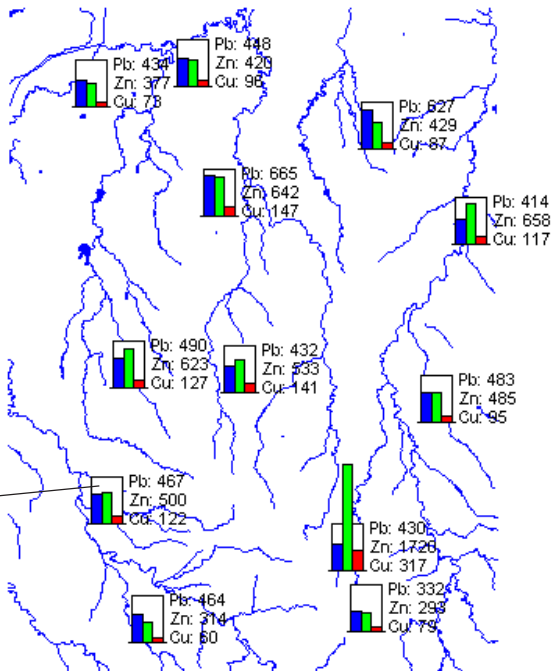 Pb: 448
Zn: 420
Cu: 96
Pb: 434
Zn: 377
Cu: 73
Pb: 627
Zn: 429
Cu: 87
Pb: 665
Zn: 642
Cu: 147
Pb: 414
Zn: 658
Cu: 117
Pb: 490
Zn: 623
Cu: 127
Pb: 432
Zn: 533
Cu: 141
Pb: 483
Zn: 485
Cu: 95
Pb: 467
Zn: 500
Cu: 122
Pb: 430
Zn:
Cu: 317
Pb: 464
Zn: 314
Cu: 60
Pb: 332
Zn: 293
Cu: